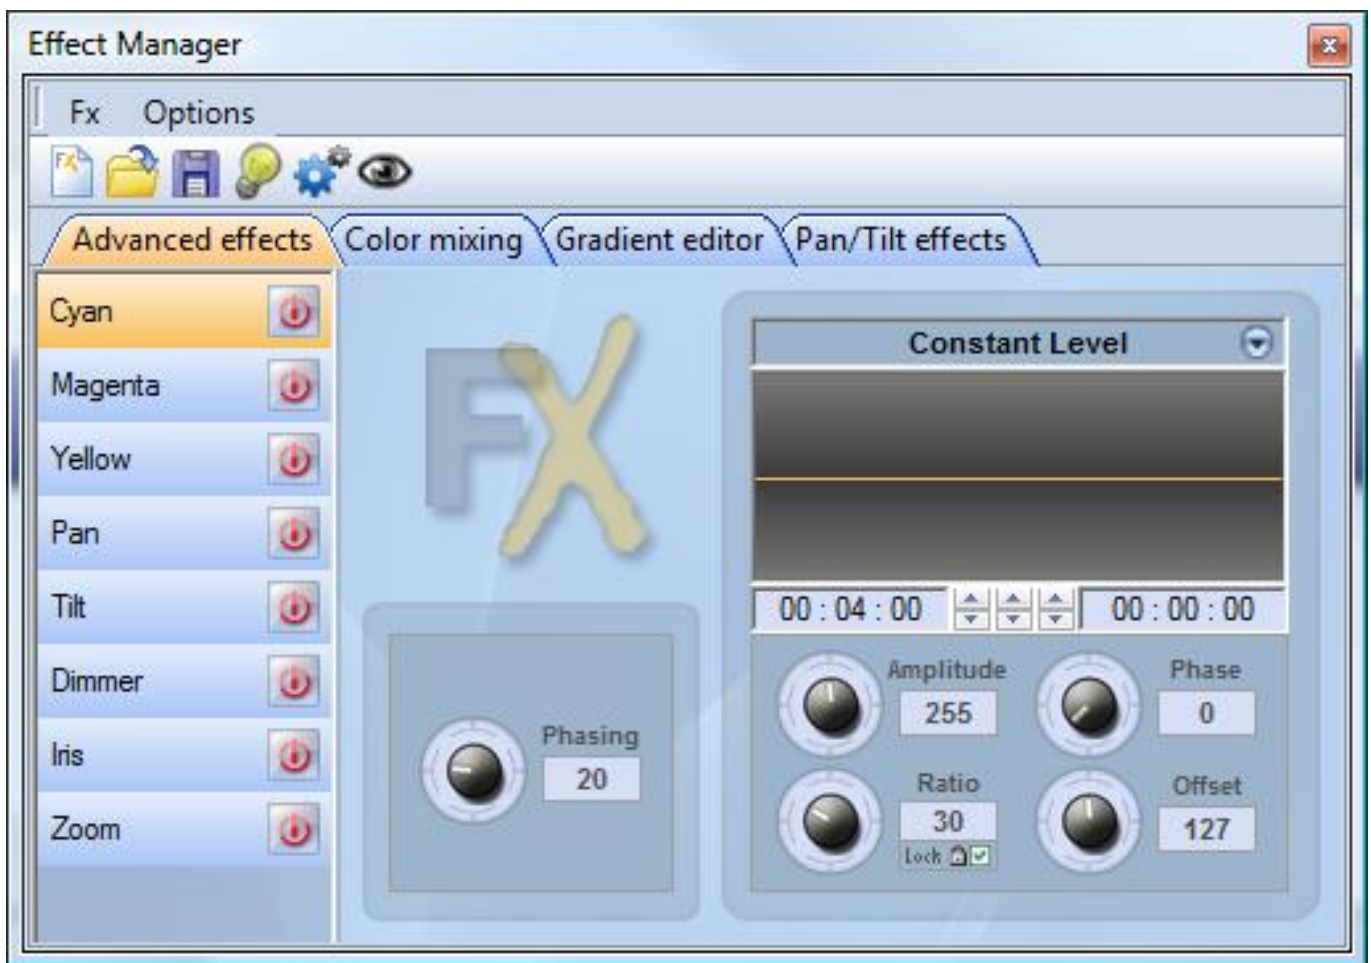 Effect Manager
Fx Options
FX
Advanced effects Color mixing Gradient editor Pan/Tilt effects
Cyan
Magenta
Yellow
Pan
Tilt
Dimmer
Iris
Zoom
FX
Phasing
20
Constant Level
00 : 04 : 00 00 : 00 : 00
Amplitude
255
Phase
0
Ratio
30
Lock
Offset
127